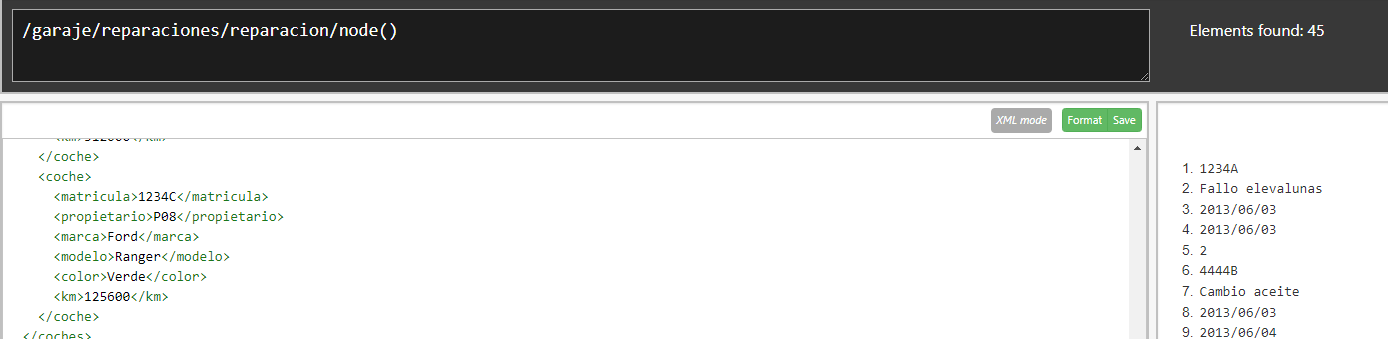 /garaje/reparaciones/reparacion/node()
Elements found: 45
XML mode
Format
Save
</coche>
<coche>
<matricula>1234C</matricula>
<propietario>P08</propietario>
<marca>Ford</marca>
<modelo>Ranger</modelo>
<color>Verde</color>
<km>125600</km>
</coche>
</coches>
1. 1234A
2. Fallo elevalunas
3. 2013/06/03
4. 2013/06/03
5. 2
6. 4444B
7. Cambio aceite
8. 2013/06/03
9. 2013/06/04